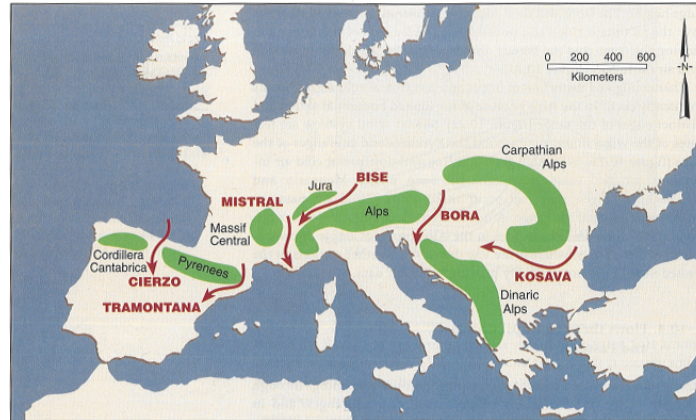 0 200 400 600
Kilometers
-N-
Carpathian
Alps
BISE
Jura
MISTRAL
Alps
BORA
Massif
Central
Cordillera
Cantabrica
Pyrenees
CIERZO
KOSAVA
TRAMONTANA
Dinaric
Alps